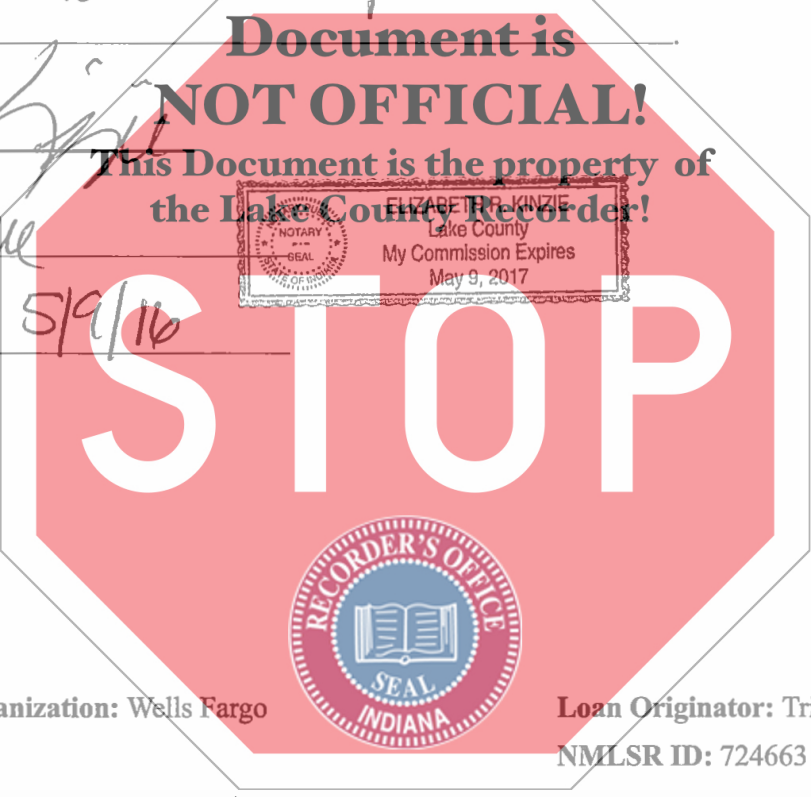 Document is
NOT OFFICIAL!
This Document is the property of
the Lake County Recorder!
ELIZABETH R. KINZIE
NOTARY
SEAL
STATE OF INDIANA
Lake County
My Commission Expires
May 9, 2017
5/9/16
STOP
RECORDER'S OFFICE
SEAL
INDIANA
anization: Wells Fargo
Loan Originator: Tri
NMLSR ID: 724663